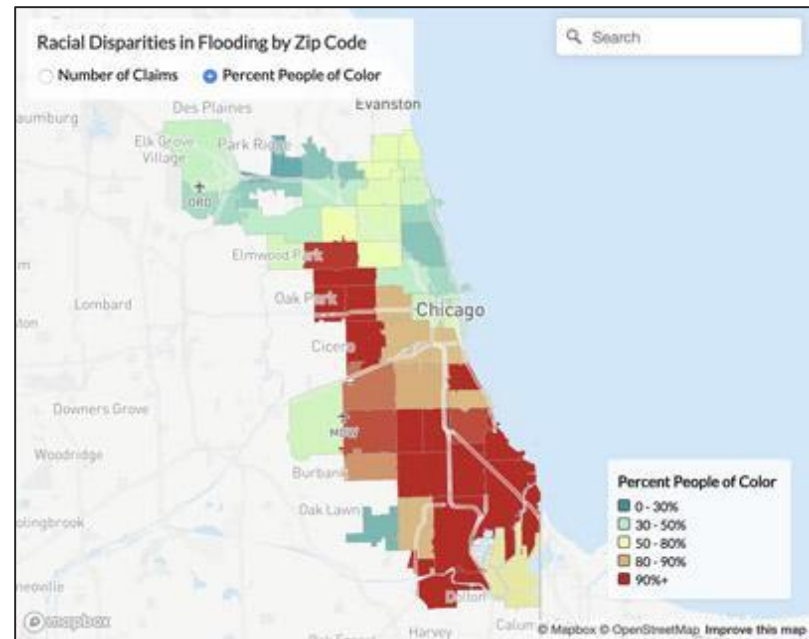 Racial Disparities in Flooding by Zip Code
Search
Number of Claims
Percent People of Color
Evanston
Des Plaines
aumburg
Elk Grove
Village
Park Ridge
ORD
Elmwood Park
Oak Park
Lombard
Chicago
Cicero
Downers Grove
MDW
Woodridge
Burbank
Oak Lawn
olingbrook
Percent People of Color
0 - 30%
30 - 50%
50 - 80%
80 - 90%
90%+
Dolton
Harvey
Calum
mapbox
© Mapbox © OpenStreetMap Improve this map